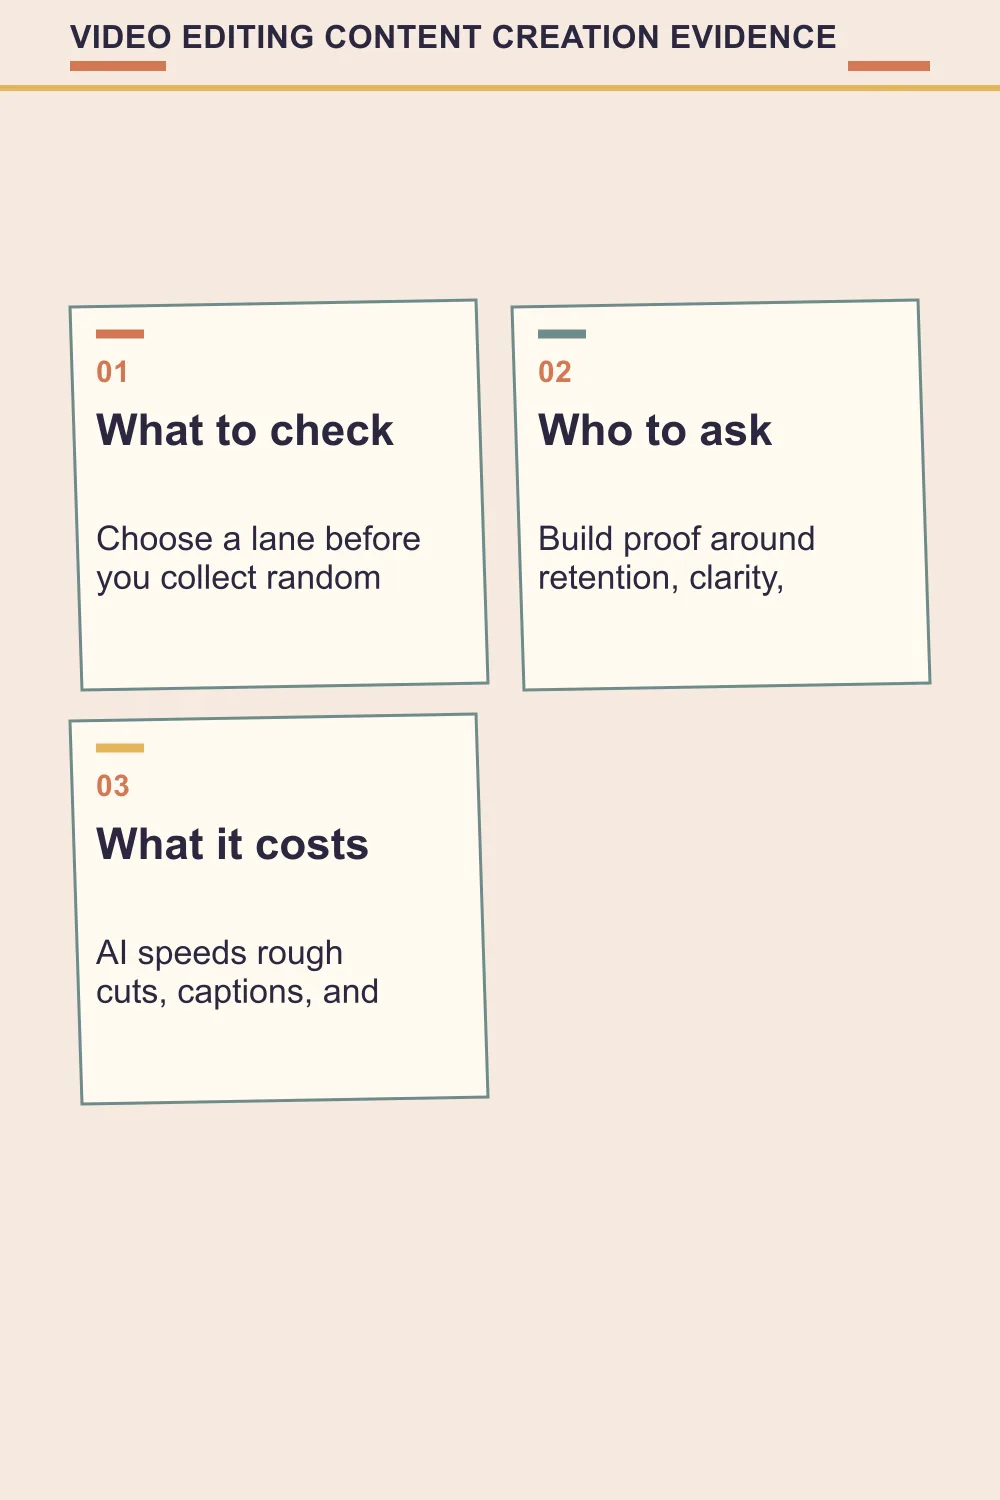 VIDEO EDITING CONTENT CREATION EVIDENCE
01
What to check
Choose a lane before
you collect random
02
Who to ask
Build proof around
retention, clarity,
03
What it costs
AI speeds rough
cuts, captions, and